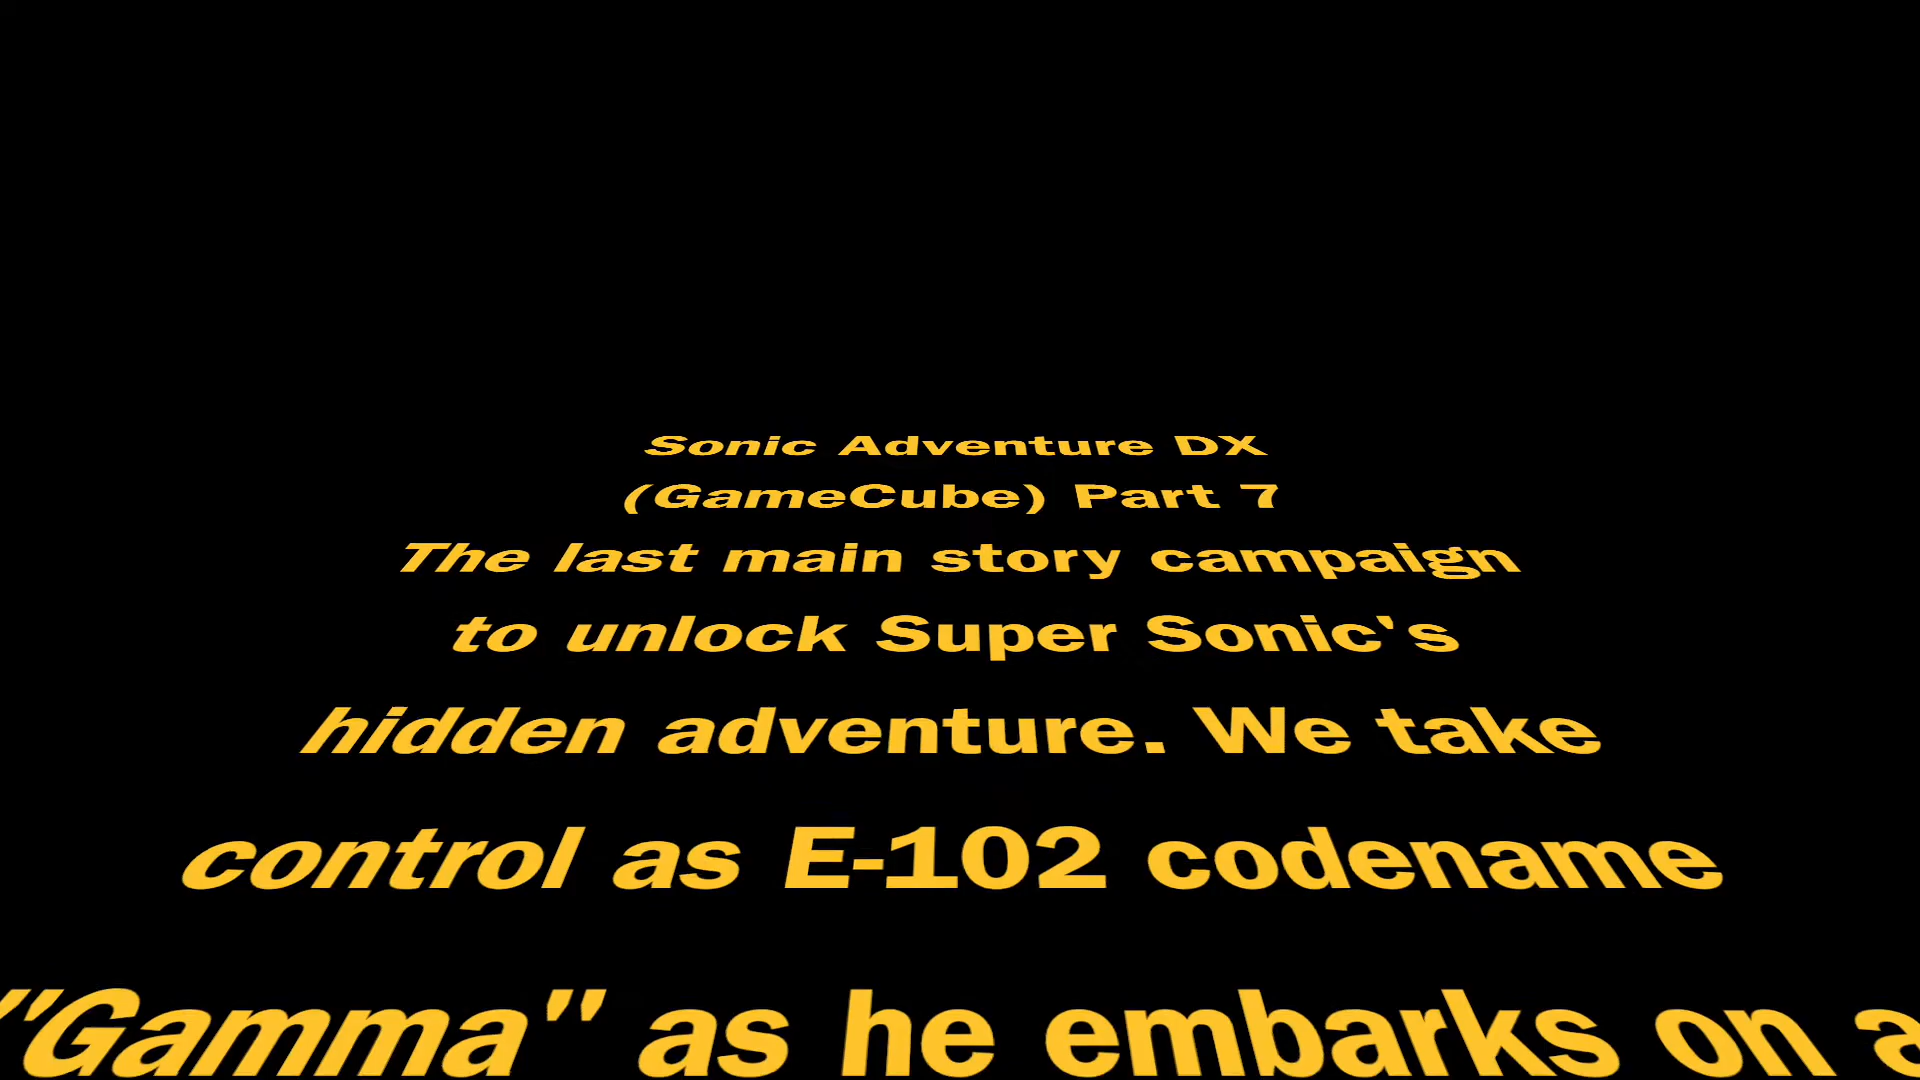 Sonic Adventure DX
(GameCube) Part 7
The last main story campaign
to unlock Super Sonic's
hidden adventure. We take
control as E-102 codename
"Gamma" as he embarks on a